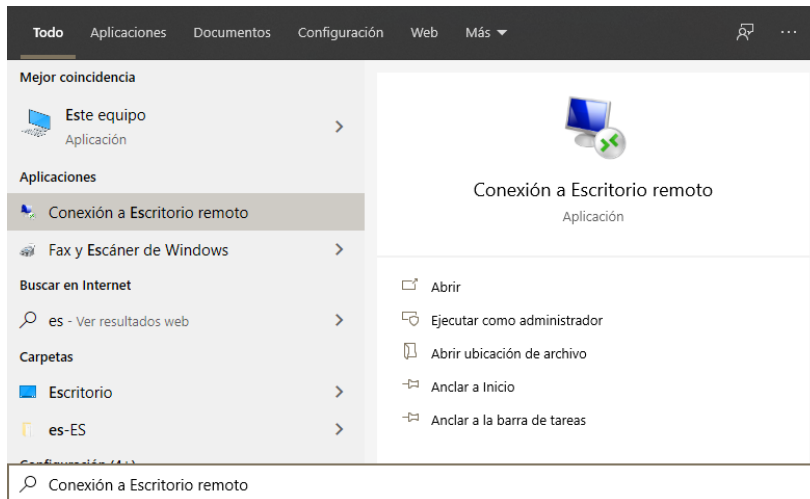 Todo Aplicaciones Documentos Configuración Web Más
Mejor coincidencia
Este equipo
Aplicación
Aplicaciones
Conexión a Escritorio remoto
Fax y Escáner de Windows
Buscar en Internet
es - Ver resultados web
Carpetas
Escritorio
es-ES
Configuración (4+)
Conexión a Escritorio remoto
Aplicación
Abrir
Ejecutar como administrador
Abrir ubicación de archivo
Anclar a Inicio
Anclar a la barra de tareas
Conexión a Escritorio remoto